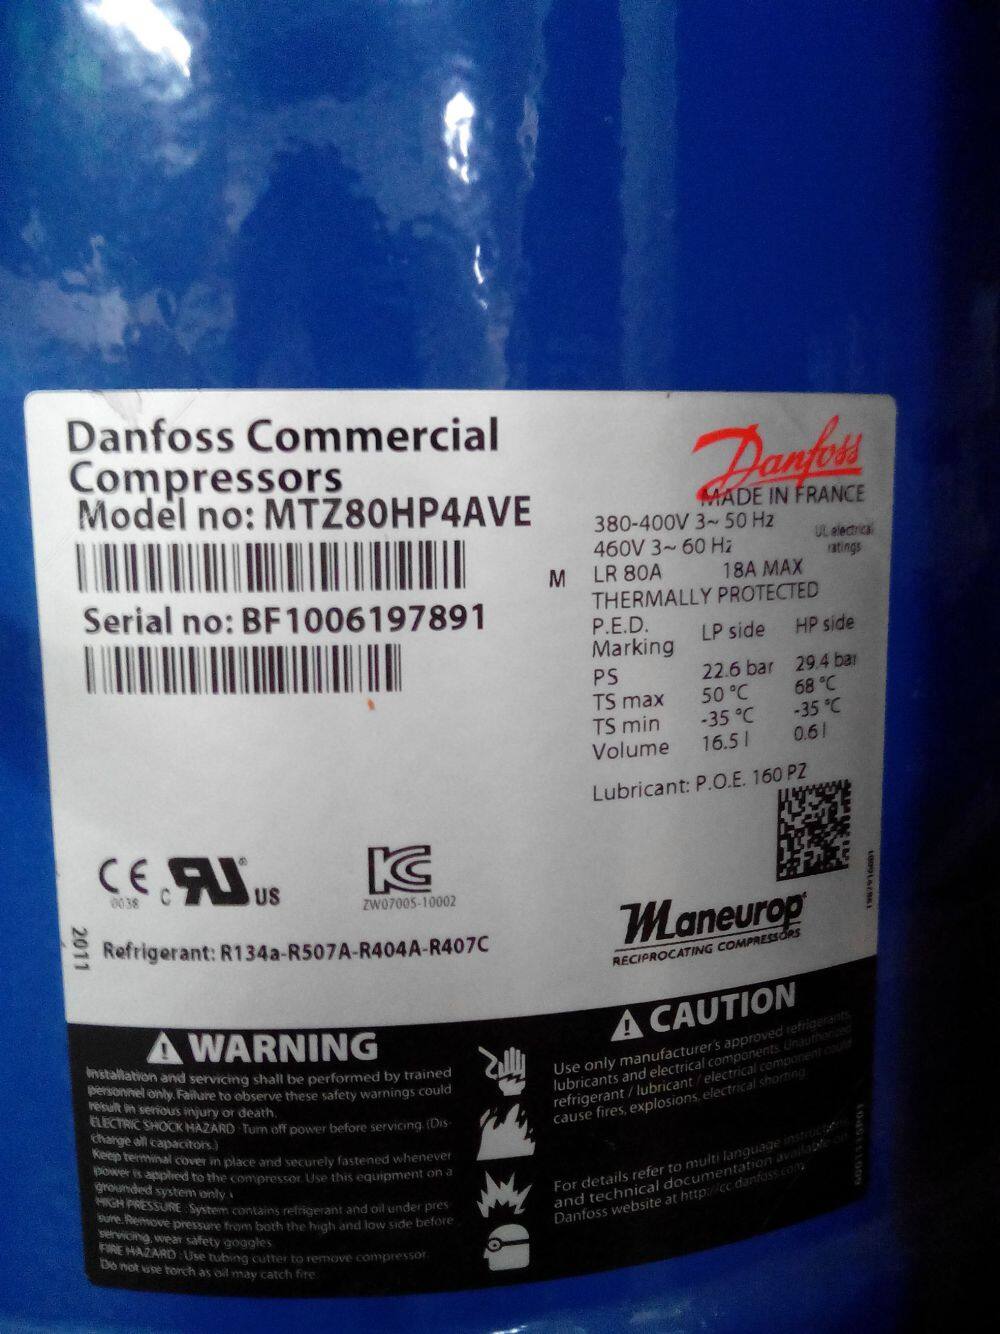 Danfoss Commercial
Compressors
Model no: MTZ80HP4AVE
Serial no: BF1006197891
Danfoss
MADE IN FRANCE
380-400V 3~ 50 Hz
460V 3~ 60 Hz
UL electrical
ratings
M LR 80A 18A MAX
THERMALLY PROTECTED
P.E.D. LP side HP side
Marking
PS 22.6 bar 29.4 bar
TS max 50 °C 68 °C
TS min -35 °C -35 °C
Volume 16.5 l 0.6 l
Lubricant: P.O.E. 160 PZ
CE
0038
c RU® US
KC
ZW07005-10002
2011
Refrigerant: R134a-R507A-R404A-R407C
Maneurop®
RECIPROCATING COMPRESSORS
WARNING
Installation and servicing shall be performed by trained
personnel only. Failure to observe these safety warnings could
result in serious injury or death.
ELECTRIC SHOCK HAZARD : Turn off power before servicing. (Dis-
charge all capacitors.)
Keep terminal cover in place and securely fastened whenever
power is applied to the compressor. Use this equipment on a
grounded system only.
HIGH PRESSURE : System contains refrigerant and oil under pres-
sure. Remove pressure from both the high and low side before
servicing, wear safety goggles.
FIRE HAZARD : Use tubing cutter to remove compressor.
Do not use torch as oil may catch fire.
CAUTION
Use only manufacturer's approved refrigerants,
lubricants and electrical components. Unauthorized
refrigerant / lubricant / electrical component could
cause fires, explosions, electrical shorting.
For details refer to multi language instructions
and technical documentation available on
Danfoss website at http://cc.danfoss.com